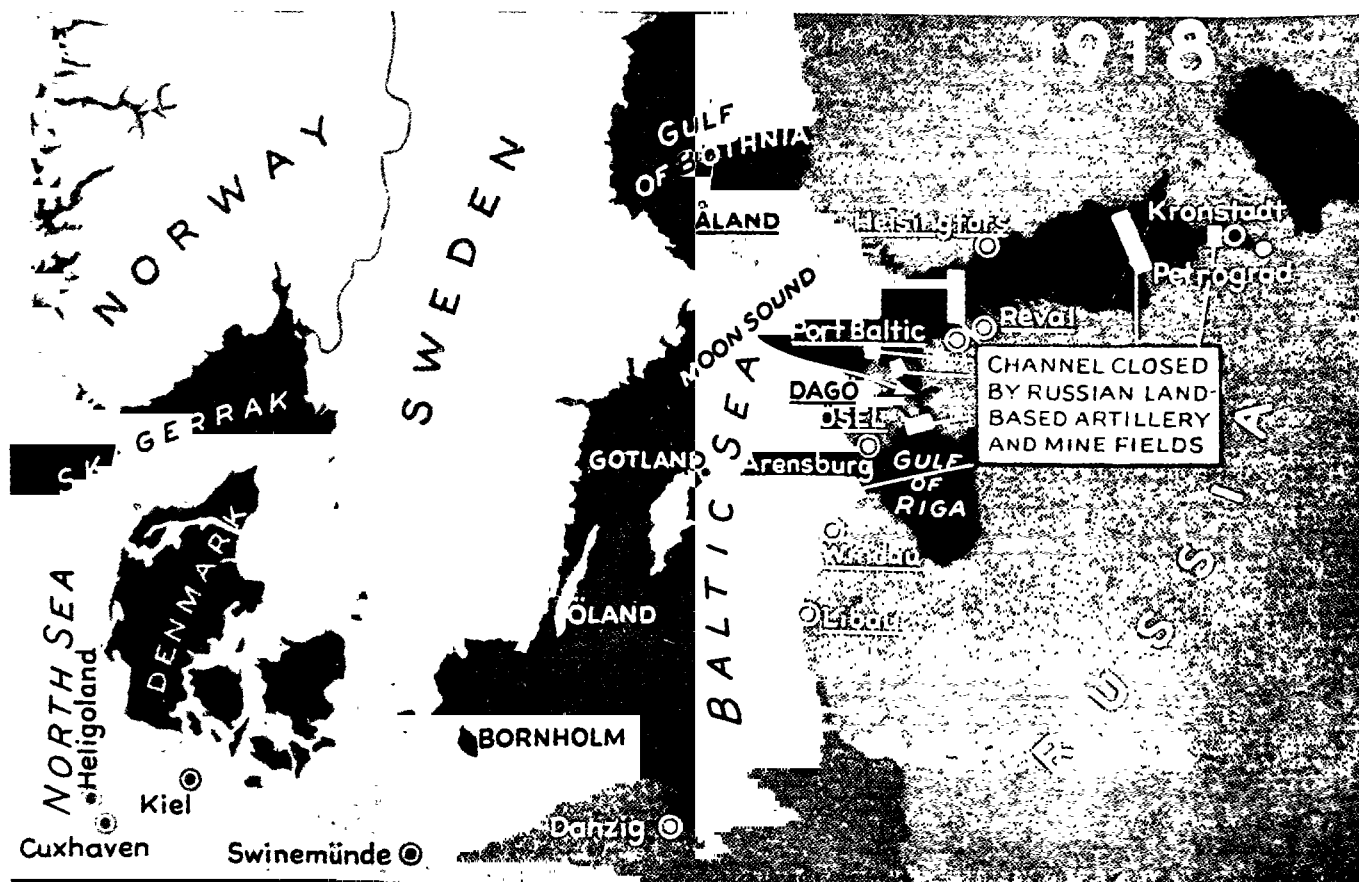 1918
NORWAY
SWEDEN
GULF
OF BOTHNIA
ÅLAND
Helsingfors
Kronstadt
Petrograd
MOON SOUND
Port Baltic
Reval
CHANNEL CLOSED
BY RUSSIAN LAND-
BASED ARTILLERY
AND MINE FIELDS
DAGÖ
ÖSEL
SKAGERRAK
GOTLAND
Arensburg
GULF
OF
RIGA
BALTIC SEA
RUSSIA
DENMARK
Windau
ÖLAND
Libau
NORTH SEA
Heligoland
BORNHOLM
Kiel
Danzig
Cuxhaven
Swinemünde